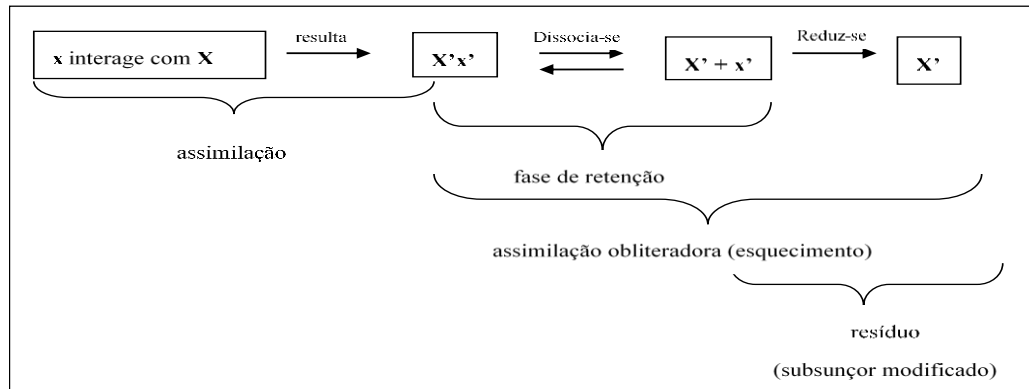 resulta
Dissocia-se
Reduz-se
x interage com X
X’x’
X’ + x’
X’
assimilação
fase de retenção
assimilação obliteradora (esquecimento)
resíduo
(subsunçor modificado)